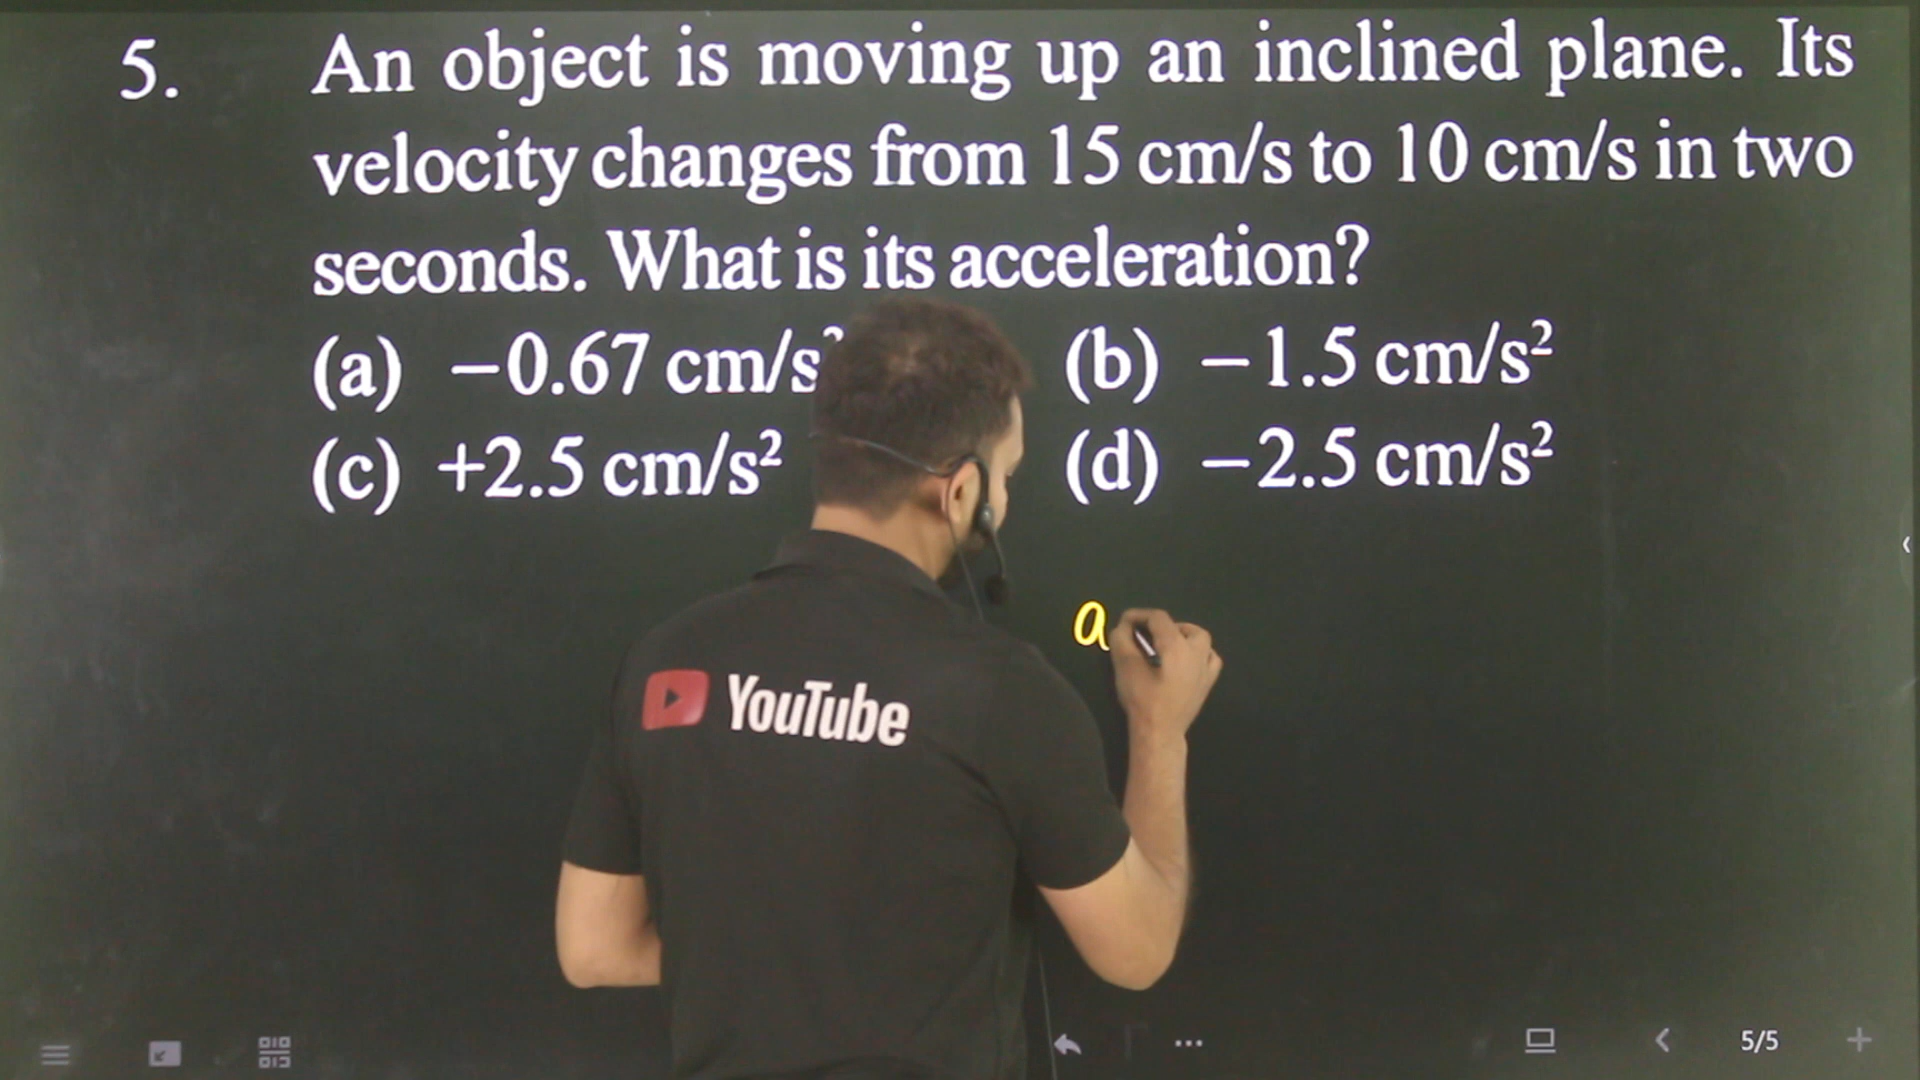 5. An object is moving up an inclined plane. Its
velocity changes from 15 cm/s to 10 cm/s in two
seconds. What is its acceleration?
(a) −0.67 cm/s² (b) −1.5 cm/s²
(c) +2.5 cm/s² (d) −2.5 cm/s²
a
YouTube
5/5